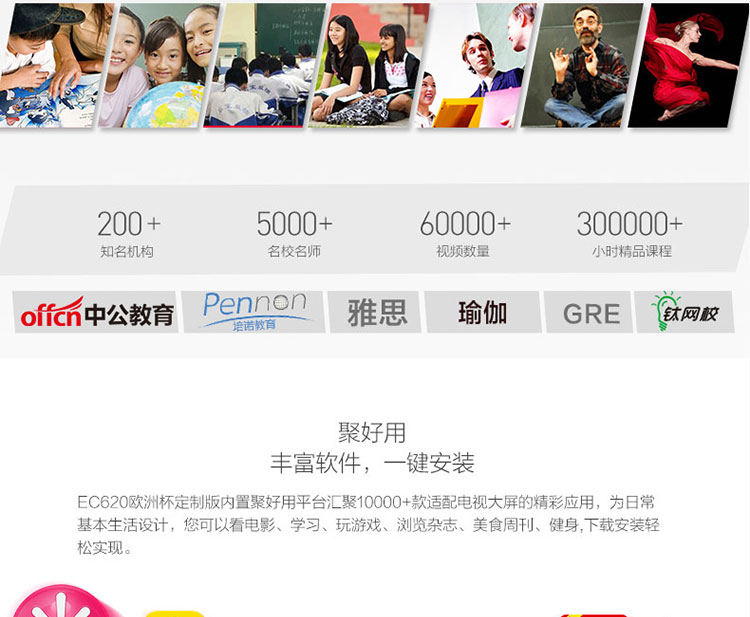 200+ 5000+ 60000+ 300000+
知名机构 名校名师 视频数量 小时精品课程
offcn中公教育 Pennon 培诺教育 雅思 瑜伽 GRE 钛网校
聚好用
丰富软件，一键安装
EC620欧洲杯定制版内置聚好用平台汇聚10000+款适配电视大屏的精彩应用，为日常
基本生活设计，您可以看电影、学习、玩游戏、浏览杂志、美食周刊、健身,下载安装轻
松实现。